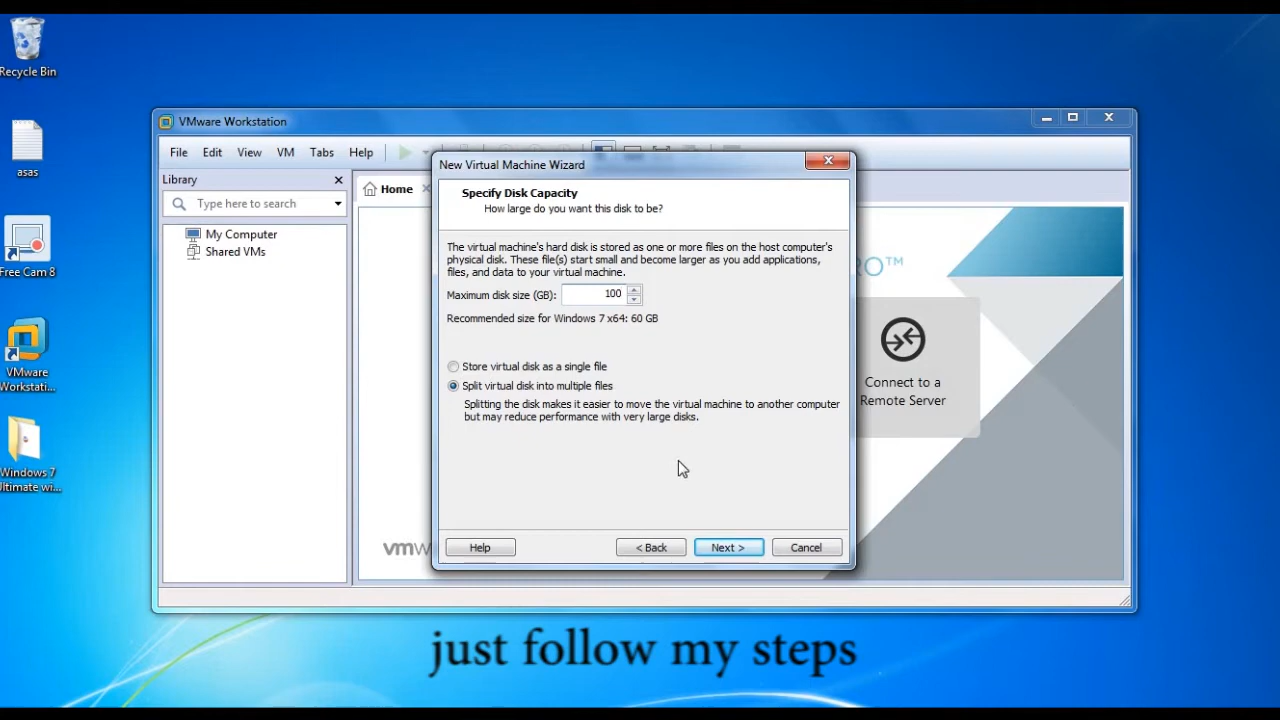 Recycle Bin
asas
Free Cam 8
VMware
Workstati...
Windows 7
Ultimate wi...
VMware Workstation
File Edit View VM Tabs Help
Library
Type here to search
My Computer
Shared VMs
Home
New Virtual Machine Wizard
Specify Disk Capacity
How large do you want this disk to be?
The virtual machine's hard disk is stored as one or more files on the host computer's
physical disk. These file(s) start small and become larger as you add applications,
files, and data to your virtual machine.
Maximum disk size (GB): 100
Recommended size for Windows 7 x64: 60 GB
Store virtual disk as a single file
Split virtual disk into multiple files
Splitting the disk makes it easier to move the virtual machine to another computer
but may reduce performance with very large disks.
Help < Back Next > Cancel
Connect to a
Remote Server
just follow my steps